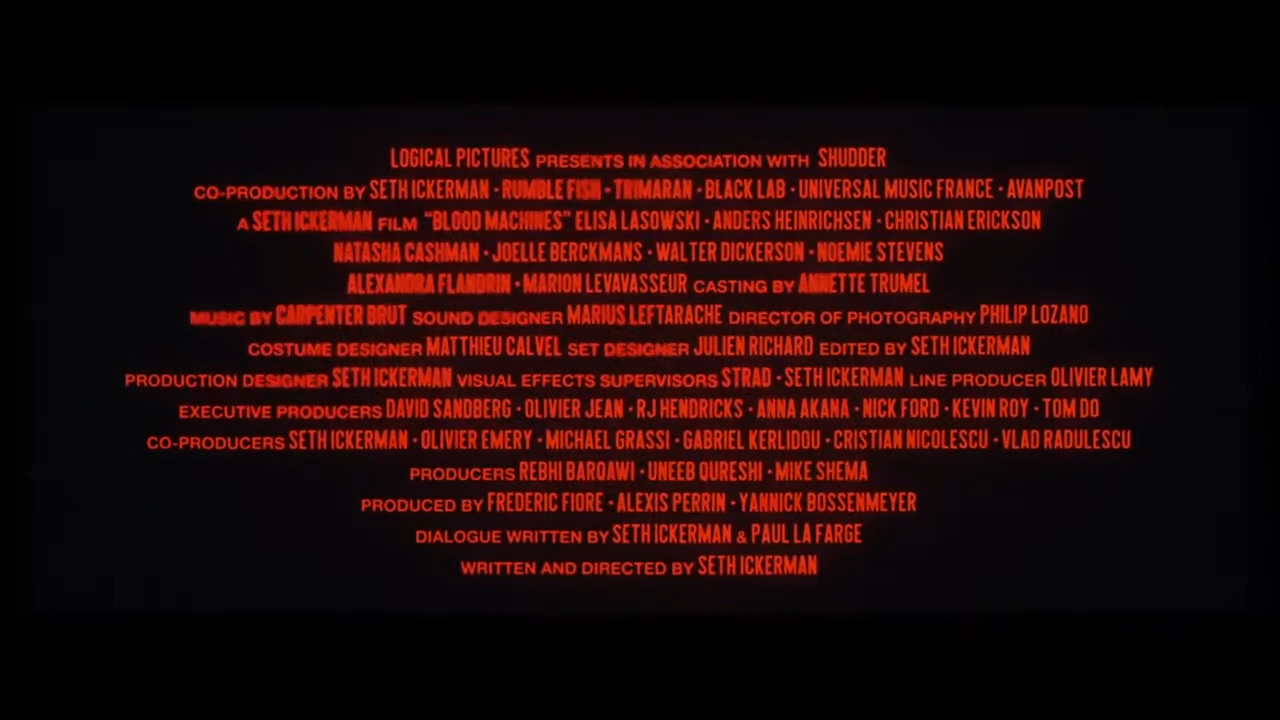 LOGICAL PICTURES PRESENTS IN ASSOCIATION WITH SHUDDER
CO-PRODUCTION BY SETH ICKERMAN · RUMBLE FISH · TRIMARAN · BLACK LAB · UNIVERSAL MUSIC FRANCE · AVANPOST
A SETH ICKERMAN FILM "BLOOD MACHINES" ELISA LASOWSKI · ANDERS HEINRICHSEN · CHRISTIAN ERICKSON
NATASHA CASHMAN · JOELLE BERCKMANS · WALTER DICKERSON · NOEMIE STEVENS
ALEXANDRA FLANDRIN · MARION LEVAVASSEUR CASTING BY ANNETTE TRUMEL
MUSIC BY CARPENTER BRUT SOUND DESIGNER MARIUS LEFTARACHE DIRECTOR OF PHOTOGRAPHY PHILIP LOZANO
COSTUME DESIGNER MATTHIEU CALVEL SET DESIGNER JULIEN RICHARD EDITED BY SETH ICKERMAN
PRODUCTION DESIGNER SETH ICKERMAN VISUAL EFFECTS SUPERVISORS STRAD · SETH ICKERMAN LINE PRODUCER OLIVIER LAMY
EXECUTIVE PRODUCERS DAVID SANDBERG · OLIVIER JEAN · RJ HENDRICKS · ANNA AKANA · NICK FORD · KEVIN ROY · TOM DO
CO-PRODUCERS SETH ICKERMAN · OLIVIER EMERY · MICHAEL GRASSI · GABRIEL KERLIDOU · CRISTIAN NICOLESCU · VLAD RADULESCU
PRODUCERS REBHI BARQAWI · UNEEB QURESHI · MIKE SHEMA
PRODUCED BY FREDERIC FIORE · ALEXIS PERRIN · YANNICK BOSSENMEYER
DIALOGUE WRITTEN BY SETH ICKERMAN & PAUL LA FARGE
WRITTEN AND DIRECTED BY SETH ICKERMAN